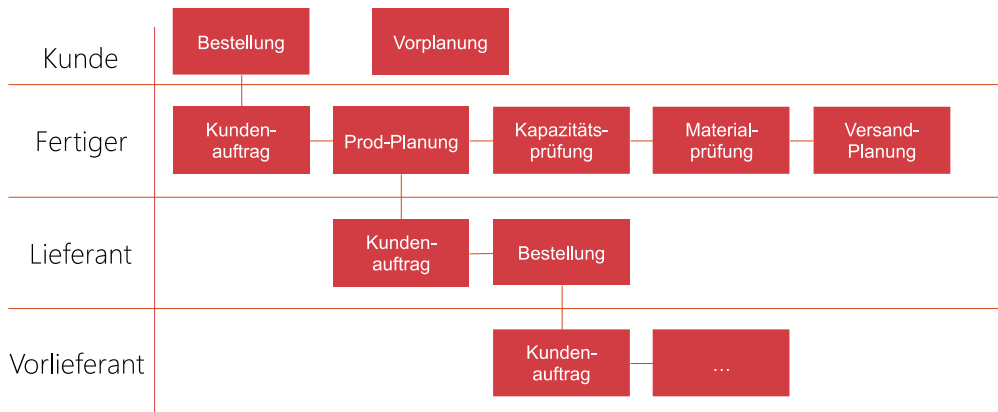 Kunde
Bestellung
Vorplanung
Fertiger
Kunden-
auftrag
Prod-Planung
Kapazitäts-
prüfung
Material-
prüfung
Versand-
Planung
Lieferant
Kunden-
auftrag
Bestellung
Vorlieferant
Kunden-
auftrag
...